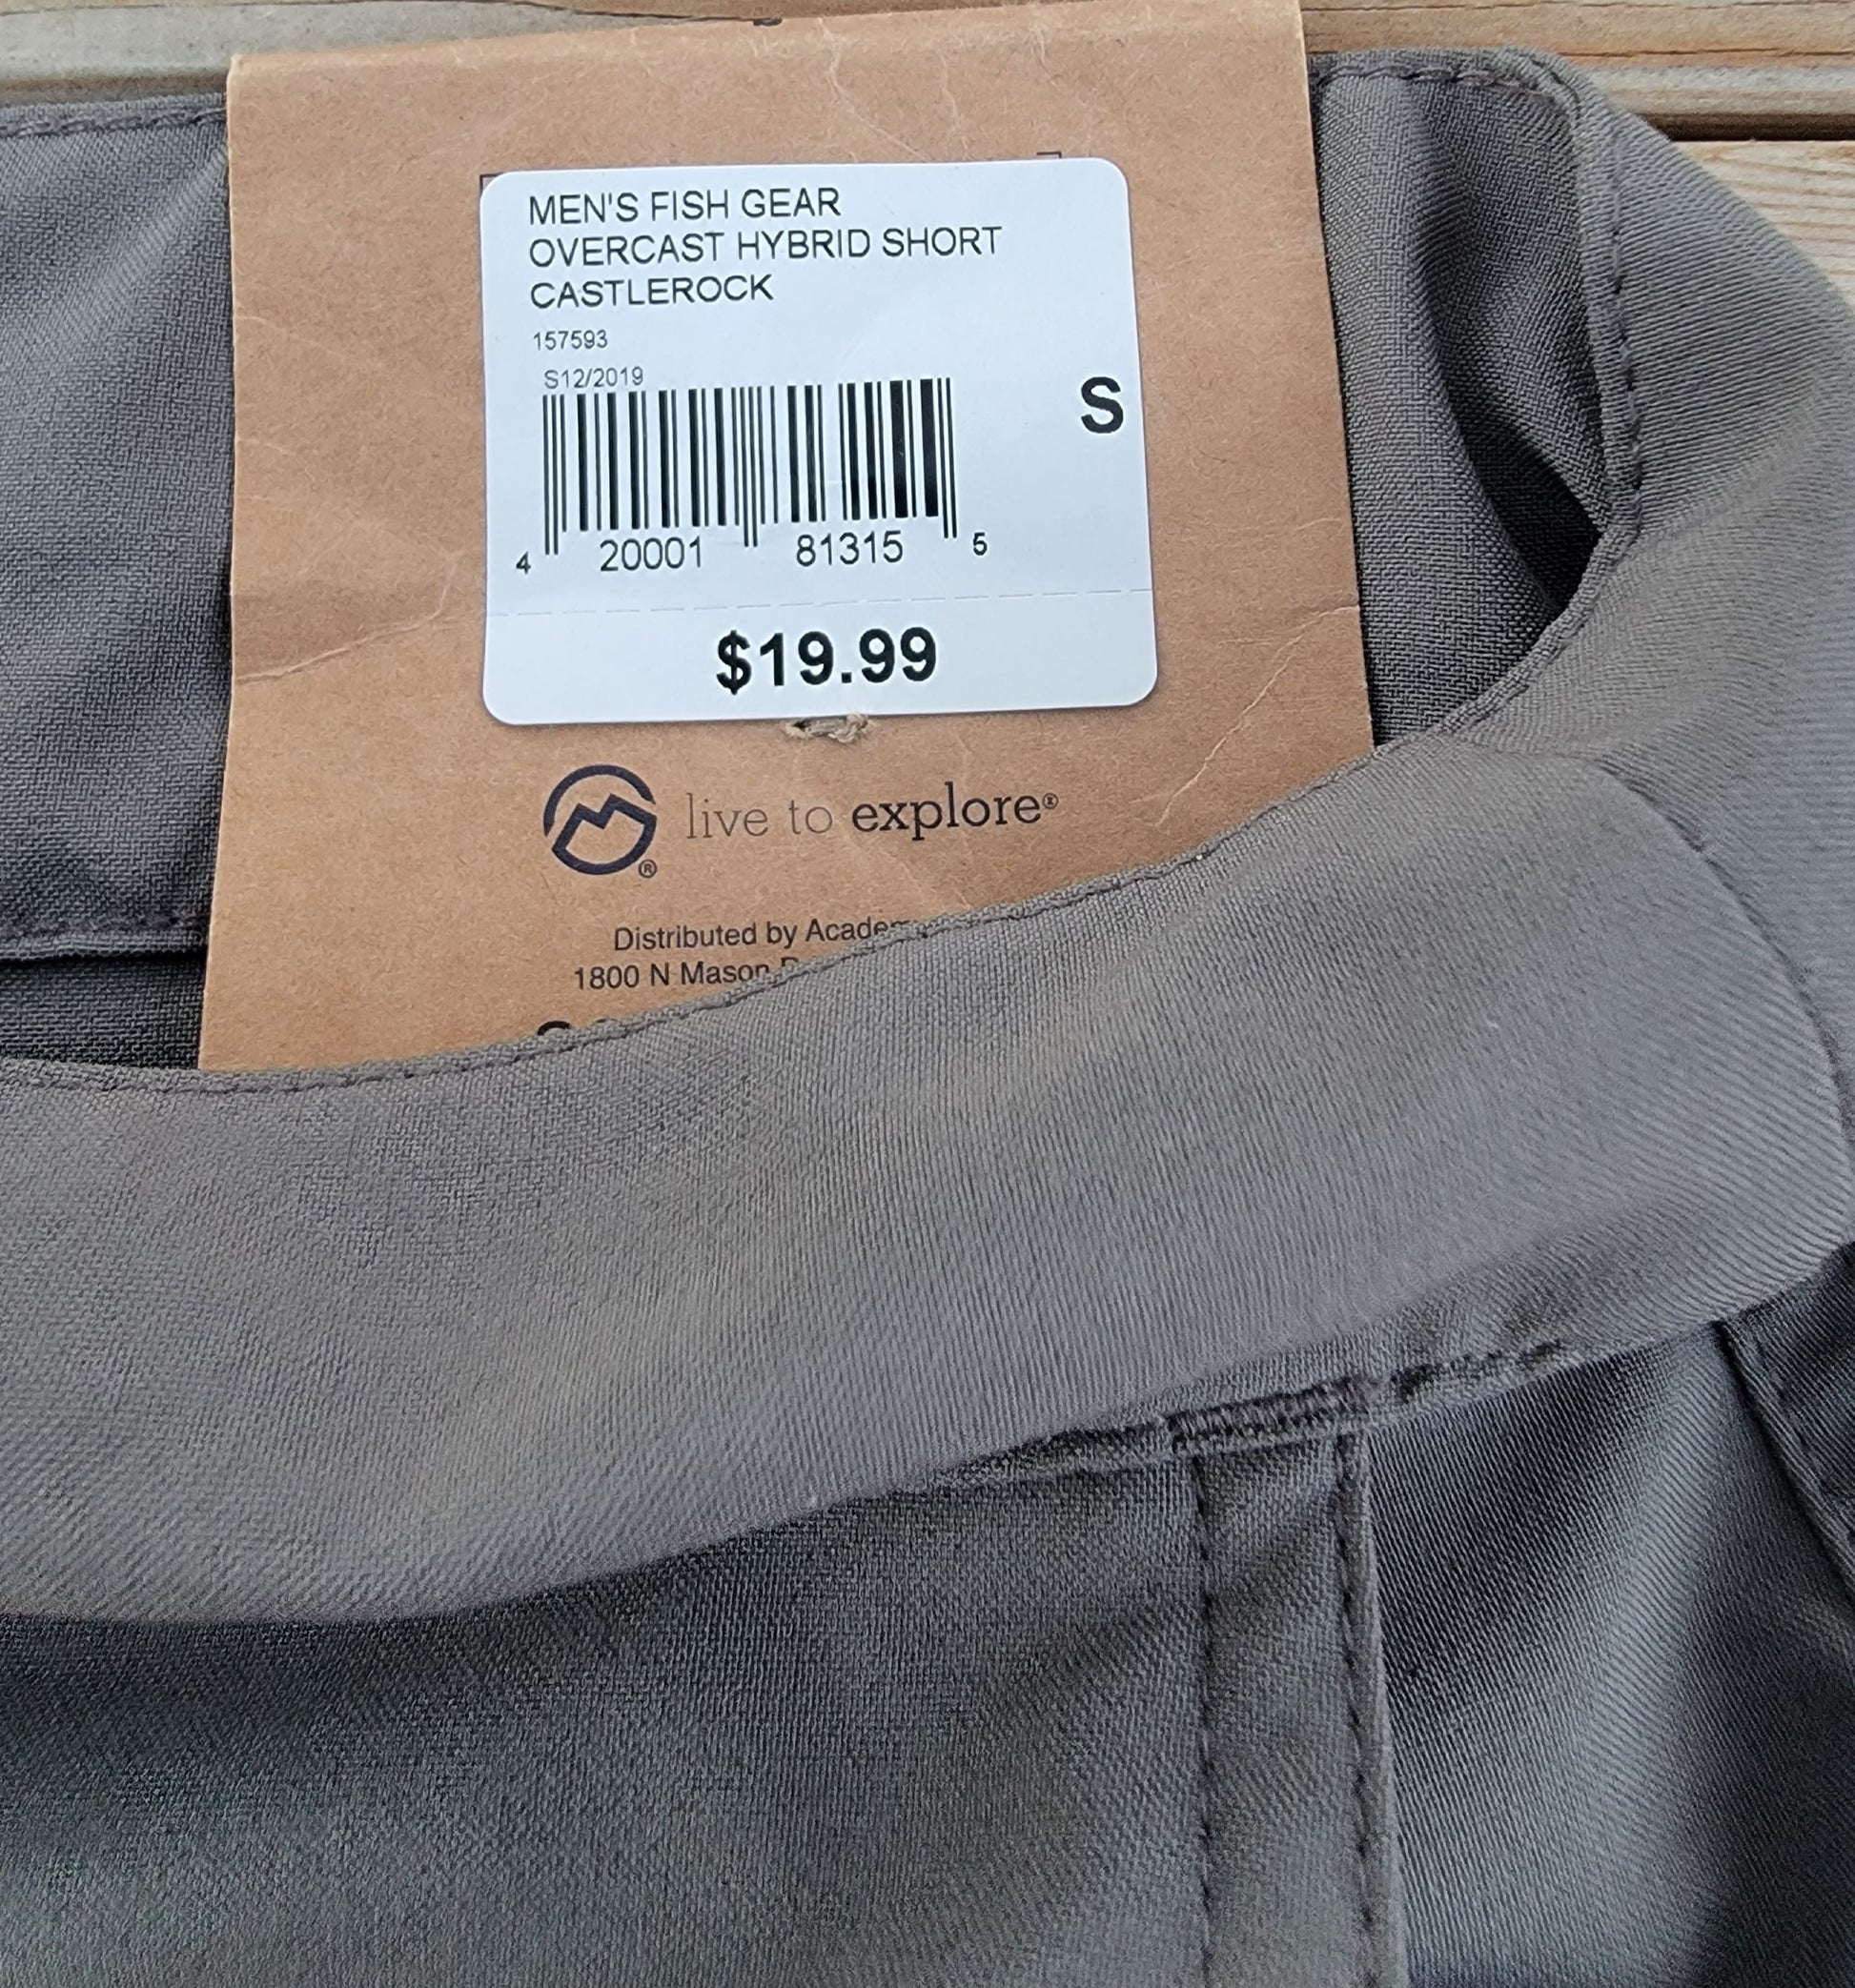 MEN'S FISH GEAR
OVERCAST HYBRID SHORT
CASTLEROCK
157593
S12/2019
S
4 20001 81315 5
$19.99
live to explore®
®
Distributed by
1800 N Mason